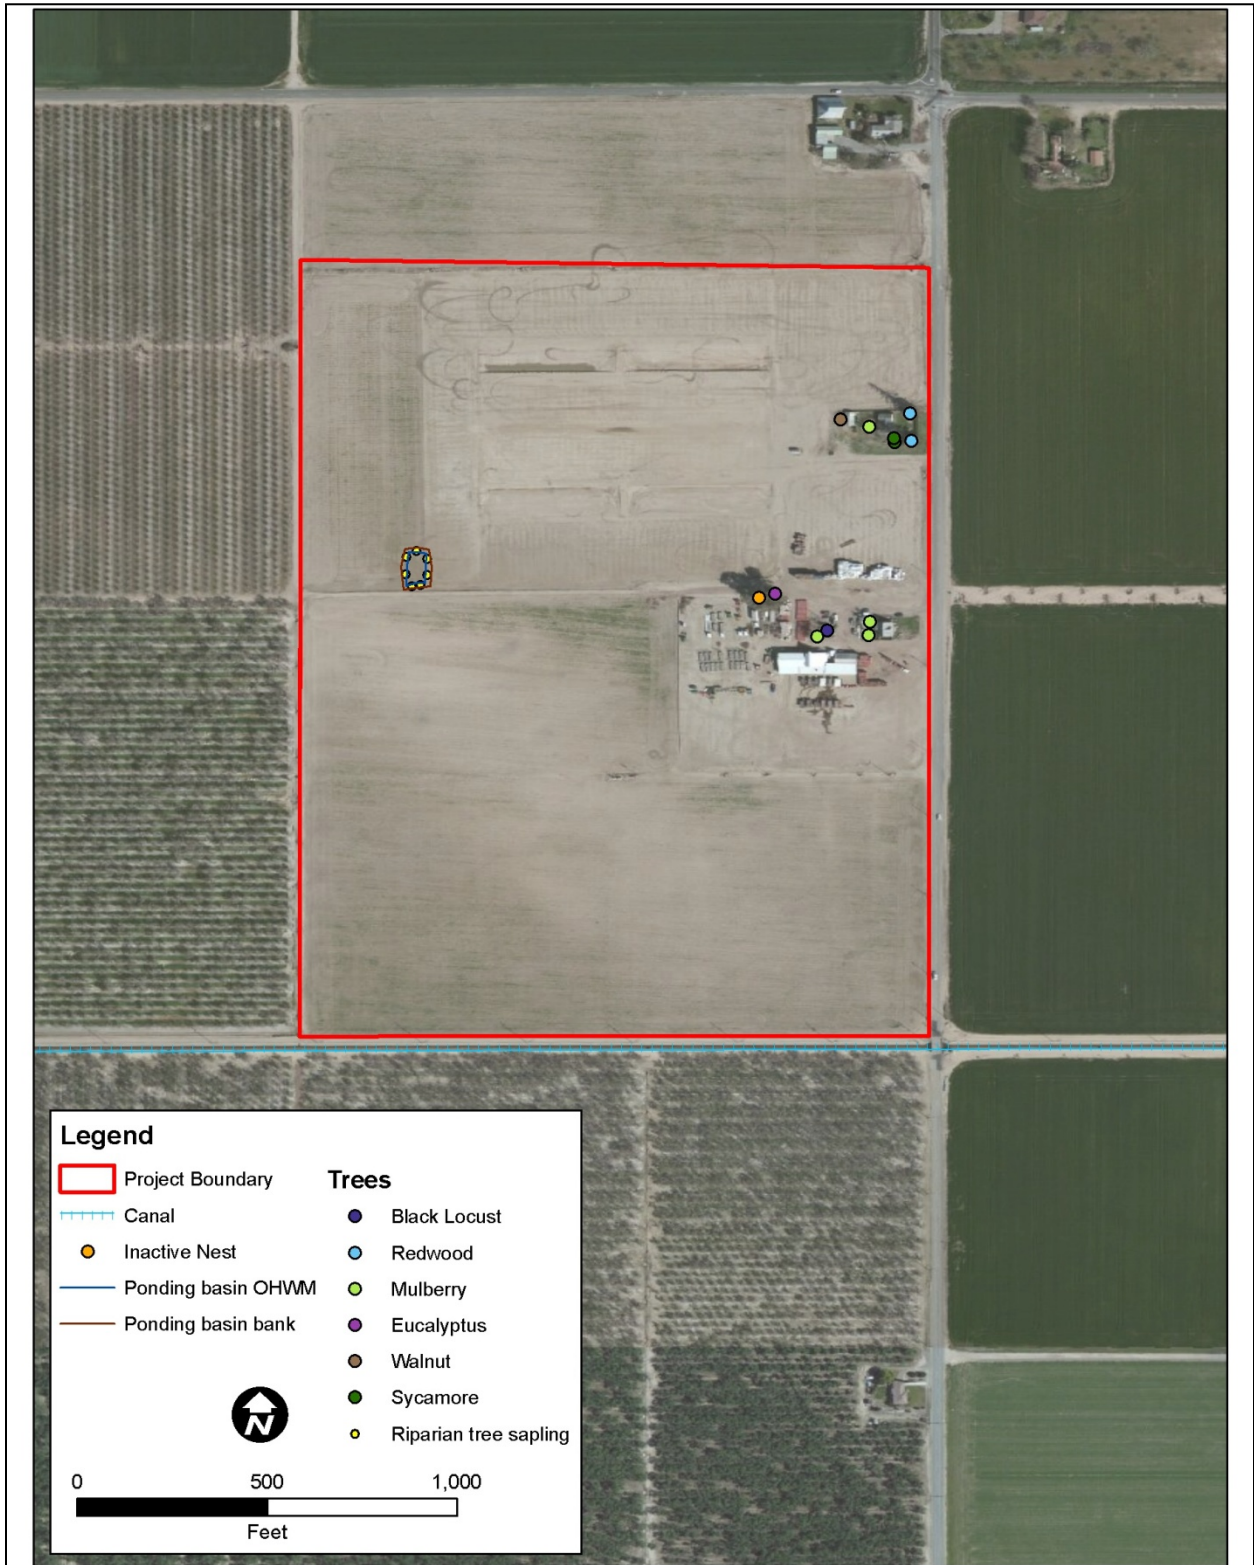 Legend
Project Boundary
Canal
Inactive Nest
Ponding basin OHWM
Ponding basin bank
Trees
Black Locust
Redwood
Mulberry
Eucalyptus
Walnut
Sycamore
Riparian tree sapling
N
0 500 1,000
Feet